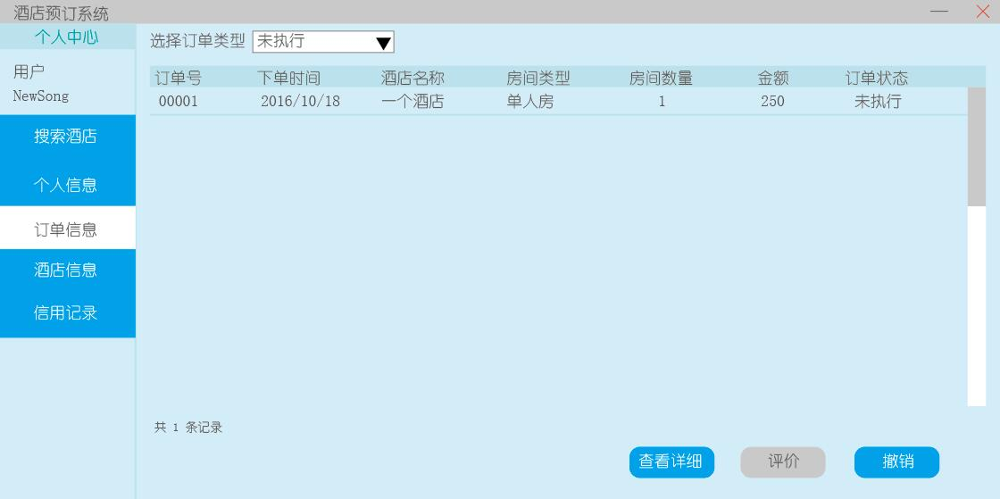 酒店预订系统
个人中心
用户
NewSong
搜索酒店
个人信息
订单信息
酒店信息
信用记录
选择订单类型 未执行
订单号 下单时间 酒店名称 房间类型 房间数量 金额 订单状态
00001 2016/10/18 一个酒店 单人房 1 250 未执行
共 1 条记录
查看详细 评价 撤销